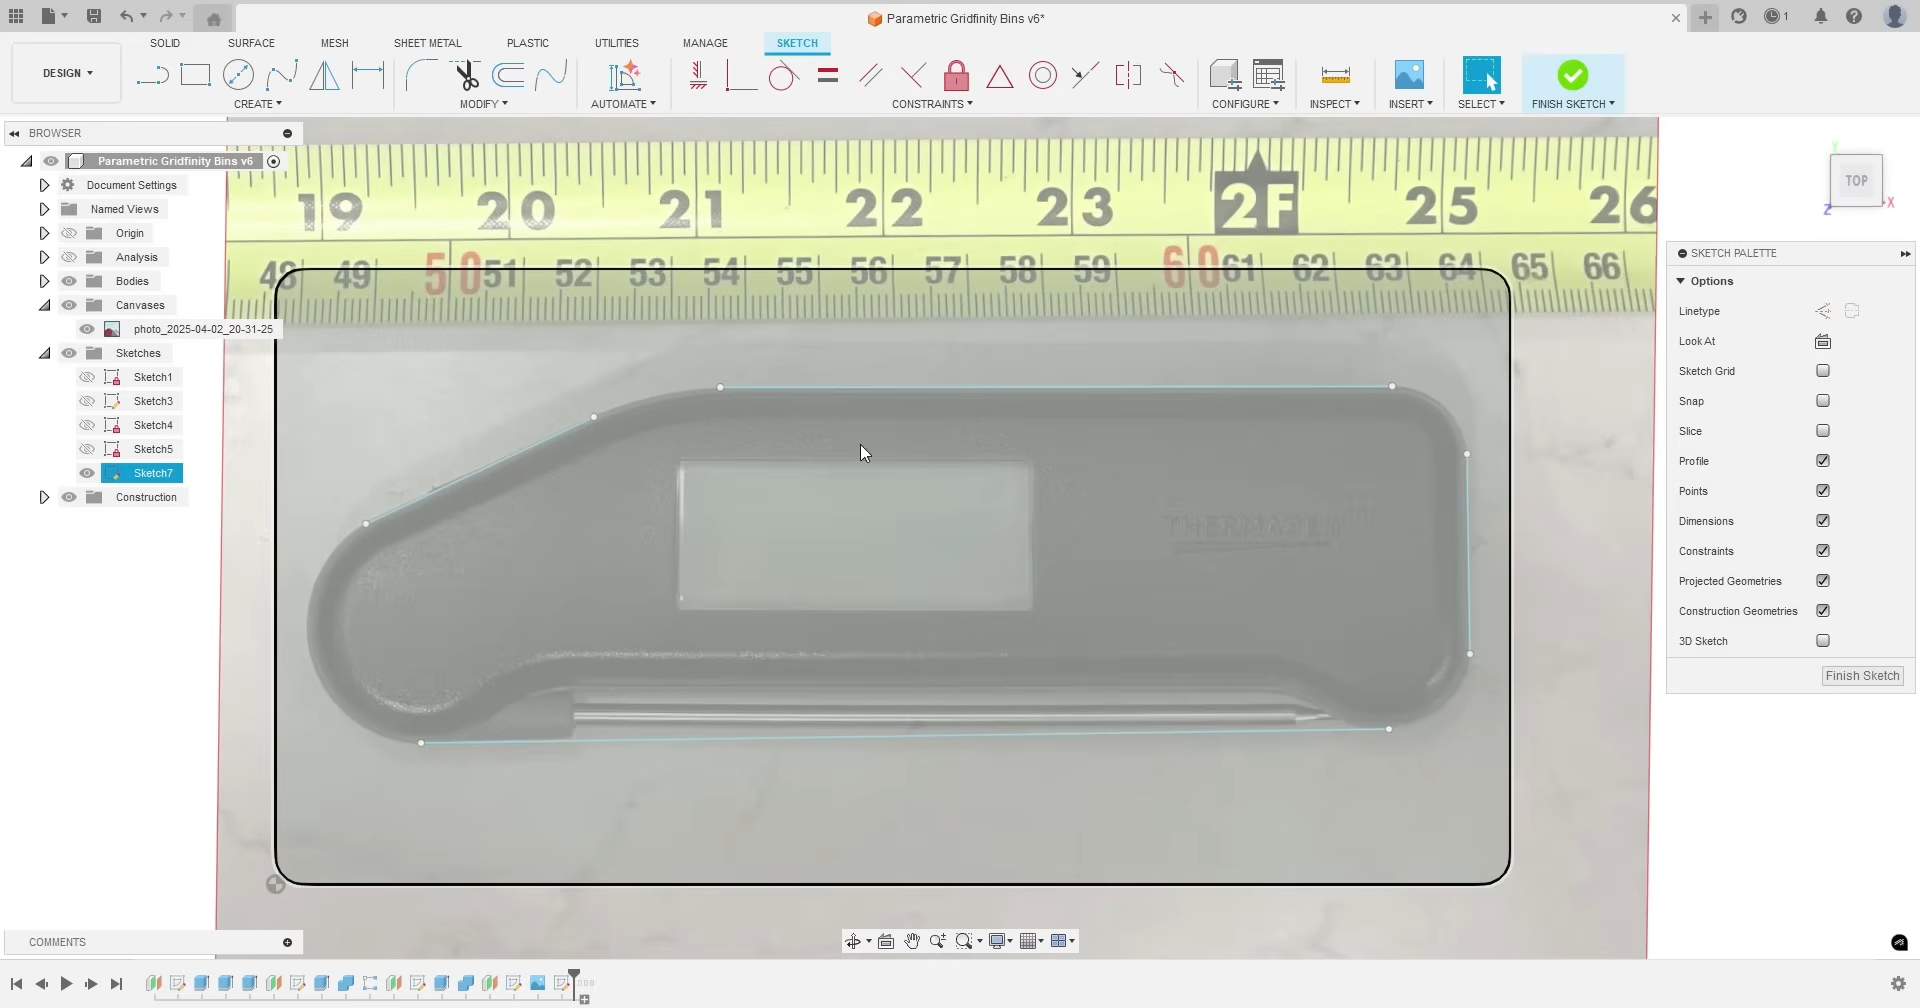 Parametric Gridfinity Bins v6*
1
DESIGN
SOLID SURFACE MESH SHEET METAL PLASTIC UTILITIES MANAGE SKETCH
CREATE MODIFY AUTOMATE CONSTRAINTS CONFIGURE INSPECT INSERT SELECT FINISH SKETCH
BROWSER
Parametric Gridfinity Bins v6
Document Settings
Named Views
Origin
Analysis
Bodies
Canvases
photo_2025-04-02_20-31-25
Sketches
Sketch1
Sketch3
Sketch4
Sketch5
Sketch7
Construction
19 20 21 22 23 2F 25 26
48 49 50 51 52 53 54 55 56 57 58 59 60 61 62 63 64 65 66
TOP
X
Y
Z
SKETCH PALETTE
Options
Linetype
Look At
Sketch Grid
Snap
Slice
Profile
Points
Dimensions
Constraints
Projected Geometries
Construction Geometries
3D Sketch
Finish Sketch
COMMENTS